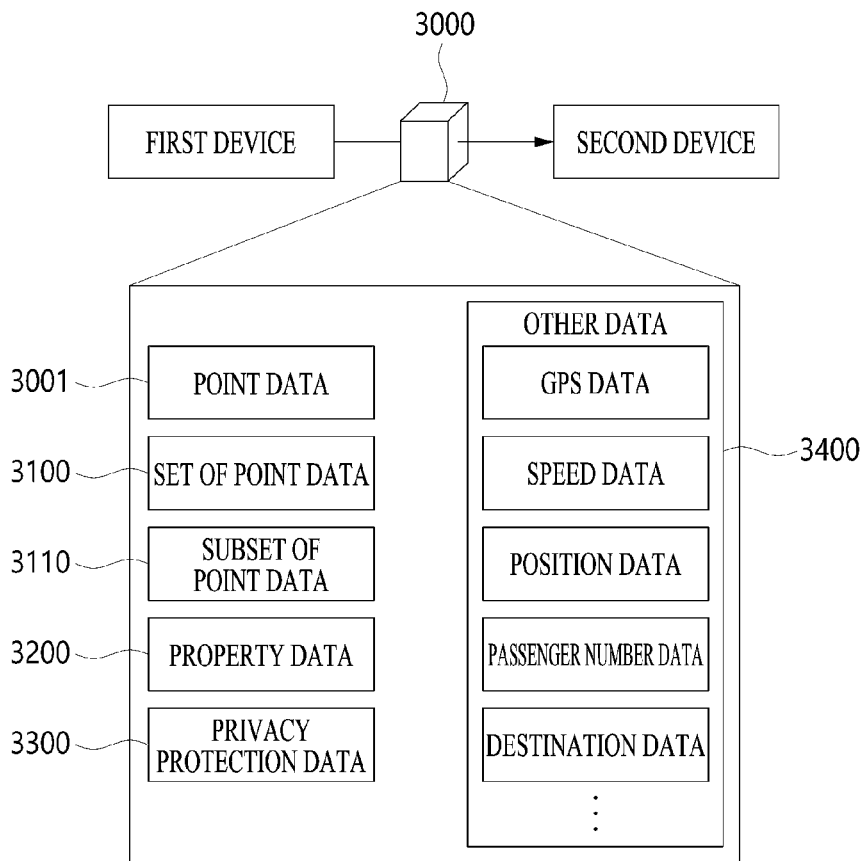 3000
FIRST DEVICE
SECOND DEVICE
3001
POINT DATA
3100
SET OF POINT DATA
3110
SUBSET OF
POINT DATA
3200
PROPERTY DATA
3300
PRIVACY
PROTECTION DATA
OTHER DATA
GPS DATA
SPEED DATA
POSITION DATA
PASSENGER NUMBER DATA
DESTINATION DATA
3400